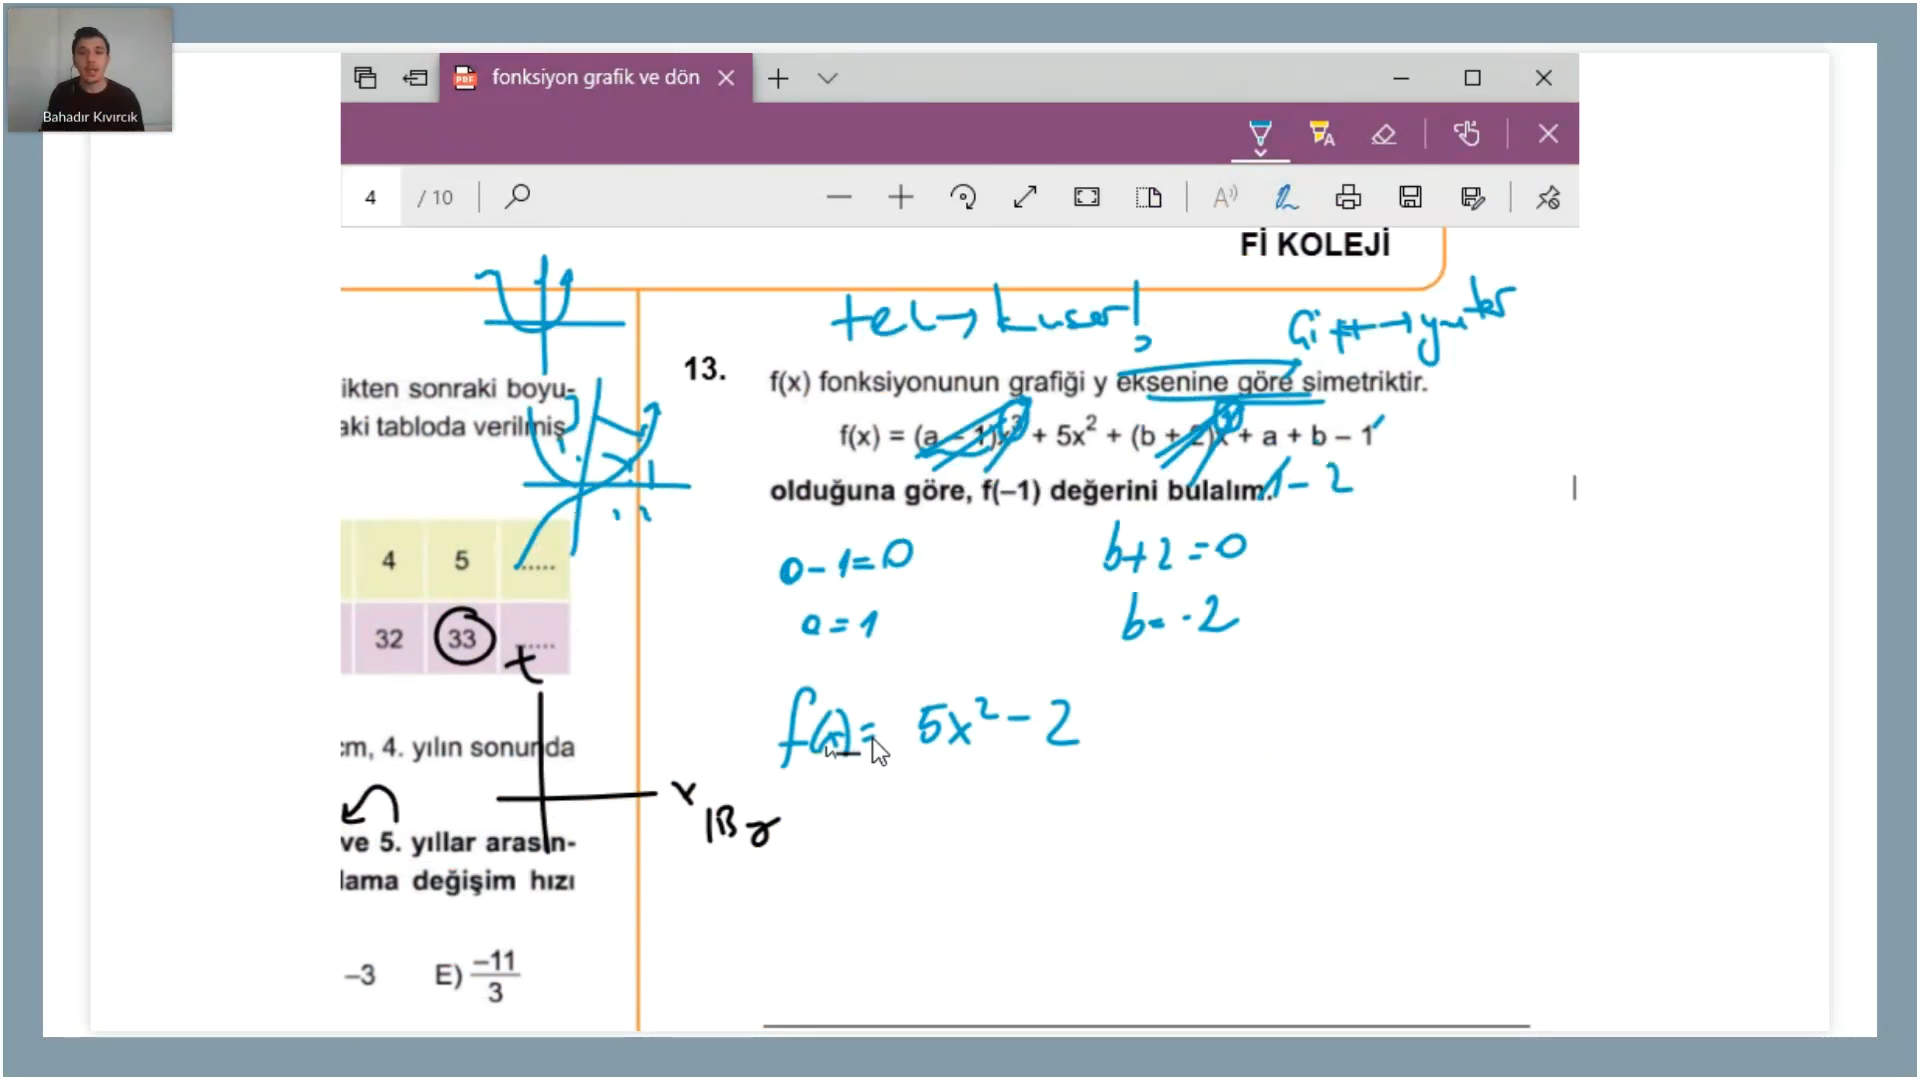 Bahadır Kıvırcık
fonksiyon grafik ve dön
4 / 10
Fİ KOLEJİ
ikten sonraki boyu-
aki tabloda verilmiş
4 5 ......
32 33 ......
t
x
cm, 4. yılın sonunda
ve 5. yıllar arasın-
lama değişim hızı
–3 E) –11/3
tek→
Çift→y
13. f(x) fonksiyonunun grafiği y eksenine göre simetriktir.
f(x) = (a – 1)x³ + 5x² + (b + 2)x + a + b – 1
1 – 2
olduğuna göre, f(–1) değerini bulalım.
a-1=0 b+2=0
a=1 b=-2
f(x)= 5x²-2